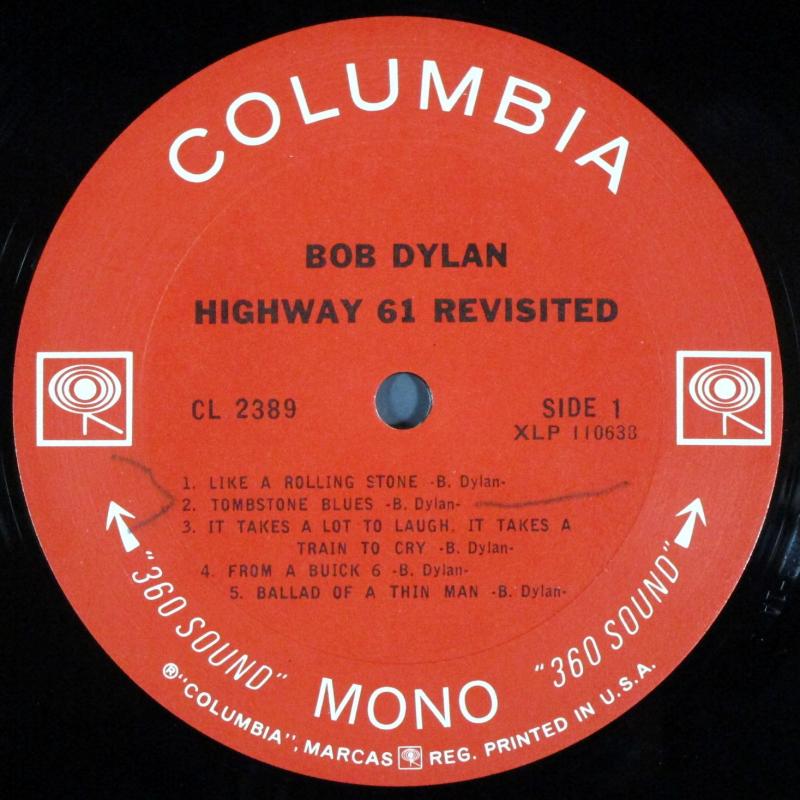 COLUMBIA
BOB DYLAN
HIGHWAY 61 REVISITED
CL 2389
SIDE 1
XLP 110638
1. LIKE A ROLLING STONE -B. Dylan-
2. TOMBSTONE BLUES -B. Dylan-
3. IT TAKES A LOT TO LAUGH, IT TAKES A
TRAIN TO CRY -B. Dylan-
4. FROM A BUICK 6 -B. Dylan-
5. BALLAD OF A THIN MAN -B. Dylan-
"360 SOUND"
MONO
"360 SOUND"
®"COLUMBIA", MARCAS REG. PRINTED IN U.S.A.